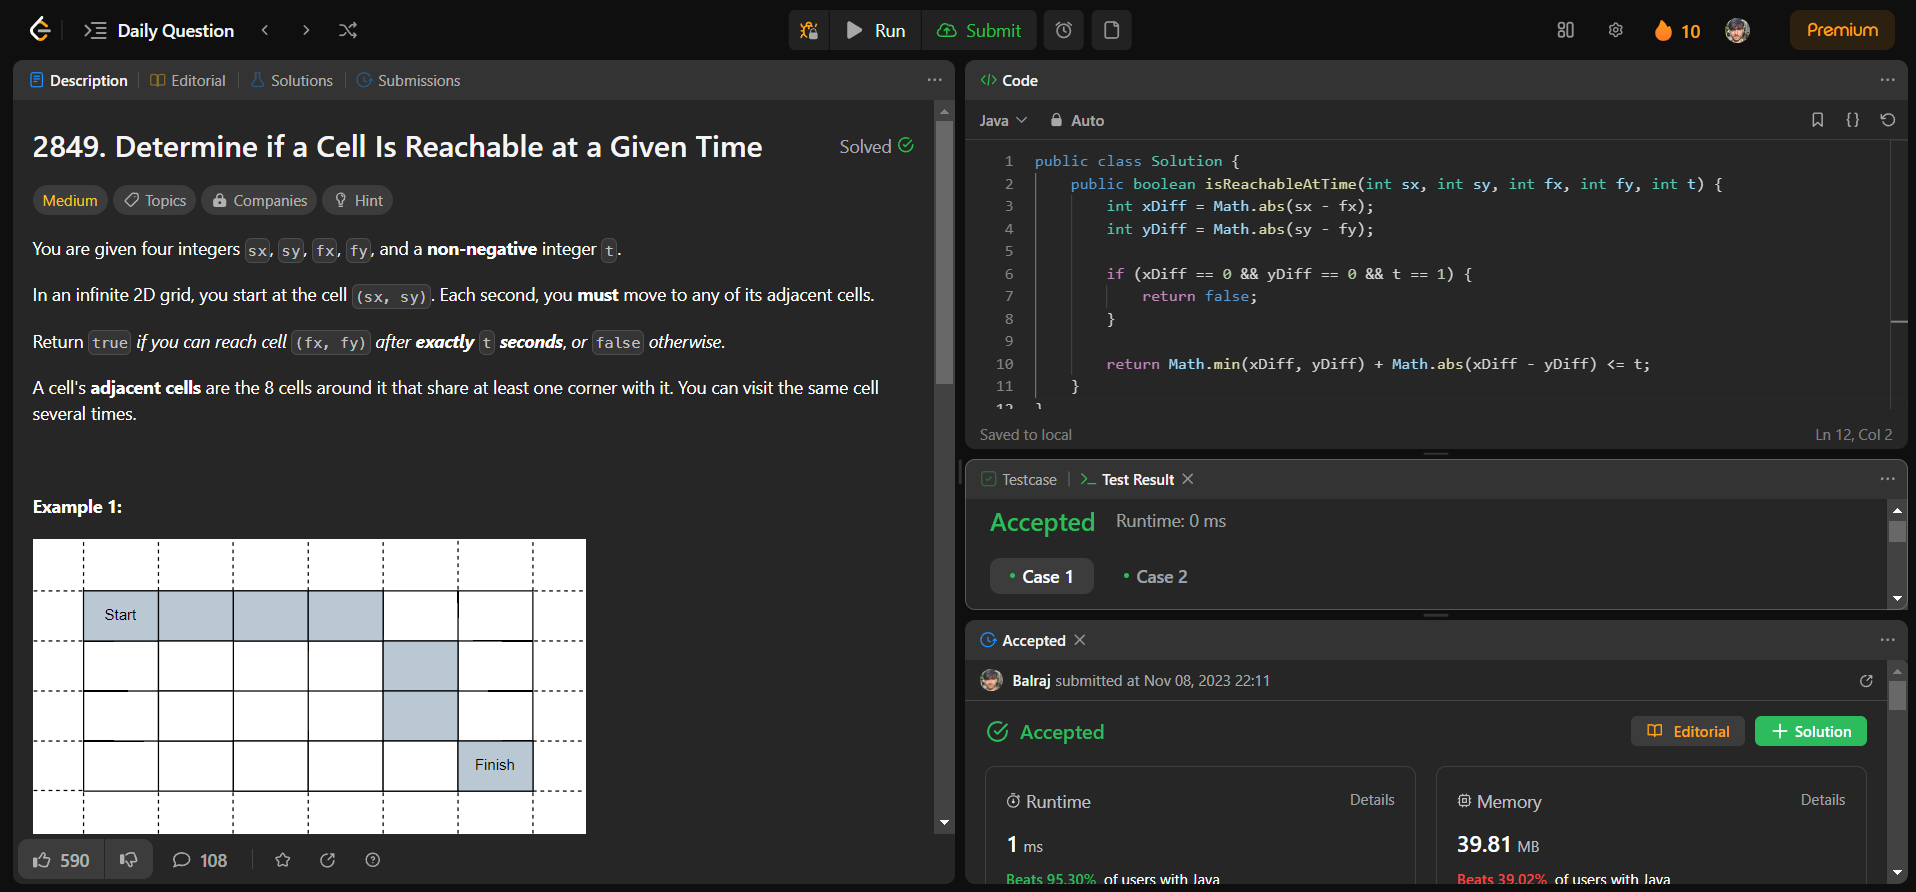 Daily Question
Run
Submit
10
Premium
Description
Editorial
Solutions
Submissions
2849. Determine if a Cell Is Reachable at a Given Time
Solved
Medium
Topics
Companies
Hint
You are given four integers sx, sy, fx, fy, and a non-negative integer t.
In an infinite 2D grid, you start at the cell (sx, sy). Each second, you must move to any of its adjacent cells.
Return true if you can reach cell (fx, fy) after exactly t seconds, or false otherwise.
A cell's adjacent cells are the 8 cells around it that share at least one corner with it. You can visit the same cell
several times.
Example 1:
Start
Finish
590
108
Code
Java
Auto
1 public class Solution {
2 public boolean isReachableAtTime(int sx, int sy, int fx, int fy, int t) {
3 int xDiff = Math.abs(sx - fx);
4 int yDiff = Math.abs(sy - fy);
5
6 if (xDiff == 0 && yDiff == 0 && t == 1) {
7 return false;
8 }
9
10 return Math.min(xDiff, yDiff) + Math.abs(xDiff - yDiff) <= t;
11 }
12 }
Saved to local
Ln 12, Col 2
Testcase
Test Result
Accepted
Runtime: 0 ms
Case 1
Case 2
Accepted
Balraj submitted at Nov 08, 2023 22:11
Accepted
Editorial
Solution
Runtime
Details
1 ms
Beats 95.30% of users with Java
Memory
Details
39.81 MB
Beats 39.02% of users with Java